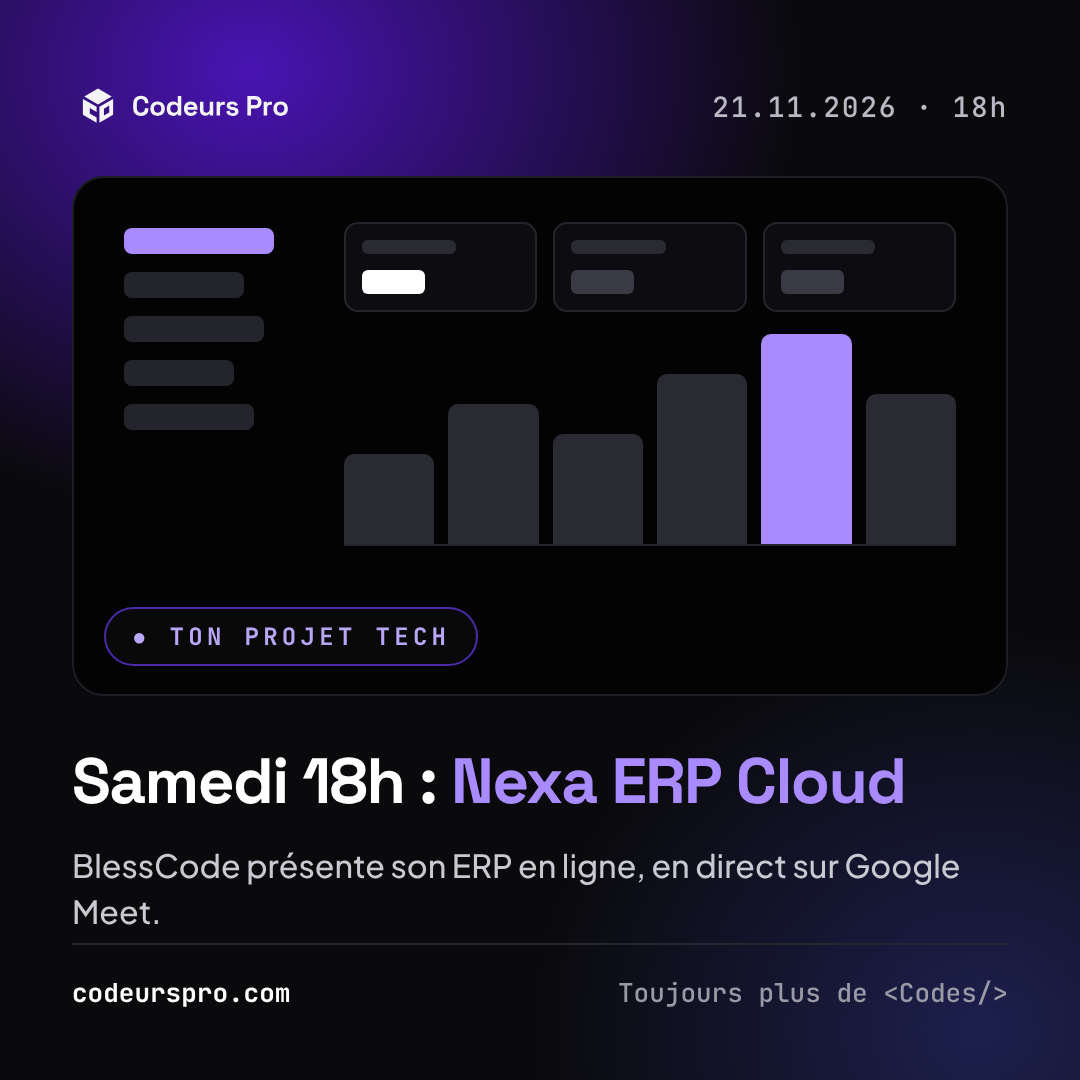 Codeurs Pro
21.11.2026 · 18h
● TON PROJET TECH
Samedi 18h : Nexa ERP Cloud
BlessCode présente son ERP en ligne, en direct sur Google
Meet.
codeurspro.com
Toujours plus de <Codes/>